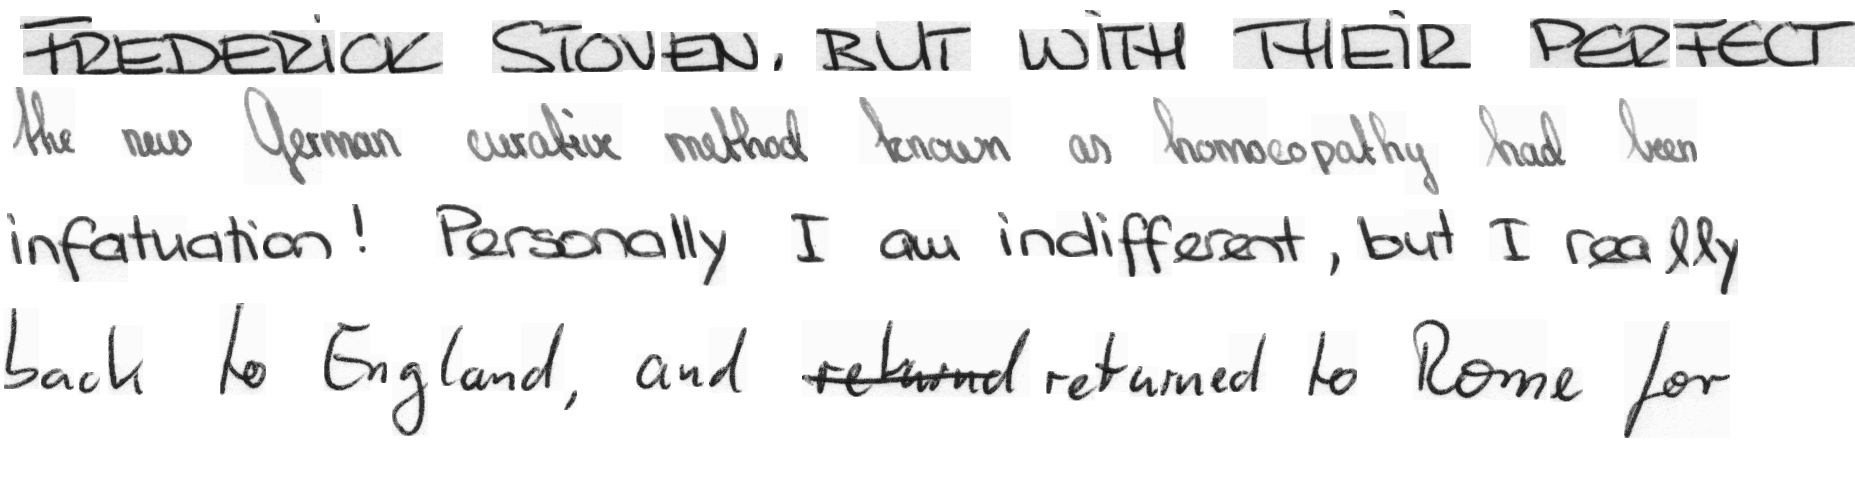 FREDERICK STOVEN, BUT WITH THEIR PERFECT
the new German curative method known as homoeopathy had been
infatuation! Personally I am indifferent, but I really
back to England, and returned to Rome for